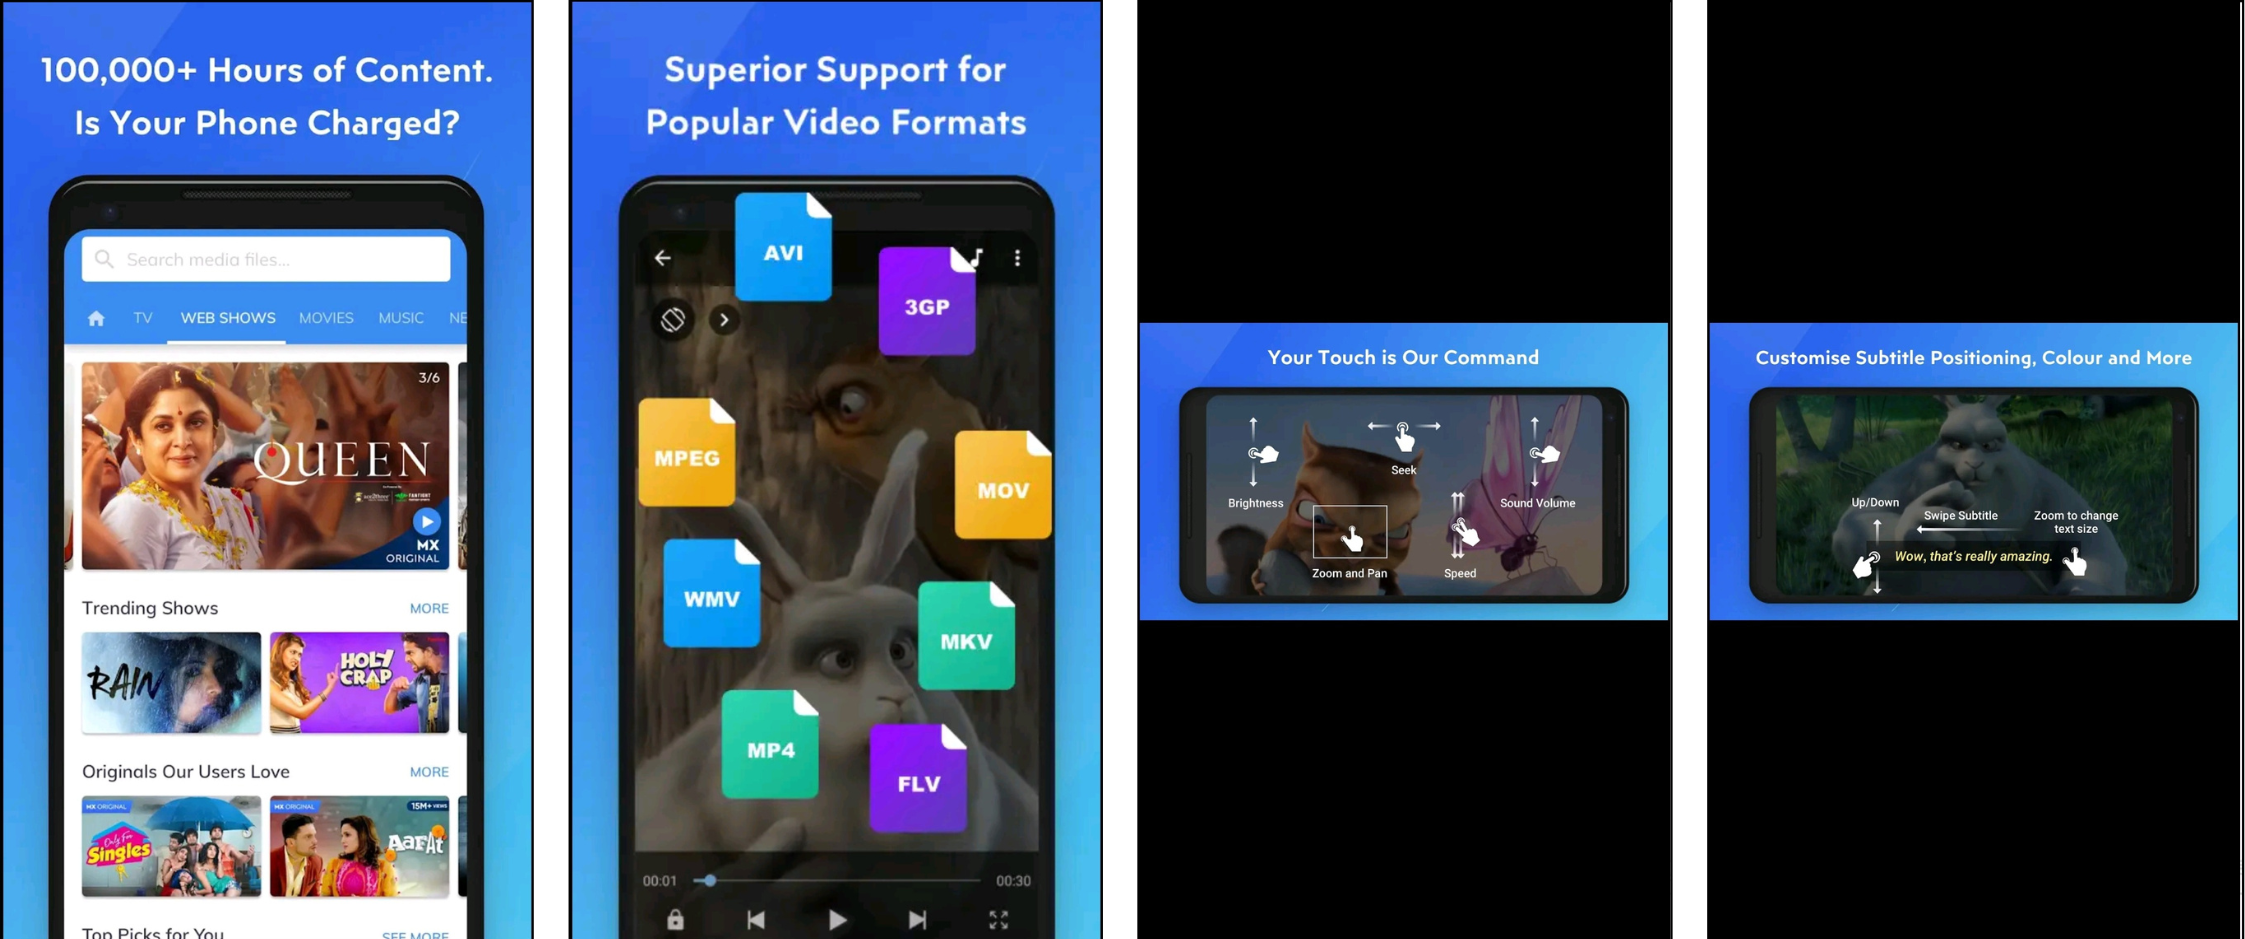 100,000+ Hours of Content.
Is Your Phone Charged?
Search media files...
TV
WEB SHOWS
MOVIES
MUSIC
NE
3/6
QUEEN
MX
ORIGINAL
Trending Shows
MORE
RAIN
HOLY
CRAP
Originals Our Users Love
MORE
MX ORIGINAL
Only For
Singles
MX ORIGINAL
15M+ VIEWS
AAFAT
Top Picks for You
SEE MORE
Superior Support for
Popular Video Formats
AVI
3GP
MPEG
MOV
WMV
MKV
MP4
FLV
00:01
00:30
Your Touch is Our Command
Seek
Brightness
Sound Volume
Zoom and Pan
Speed
Customise Subtitle Positioning, Colour and More
Up/Down
Swipe Subtitle
Zoom to change
text size
Wow, that's really amazing.